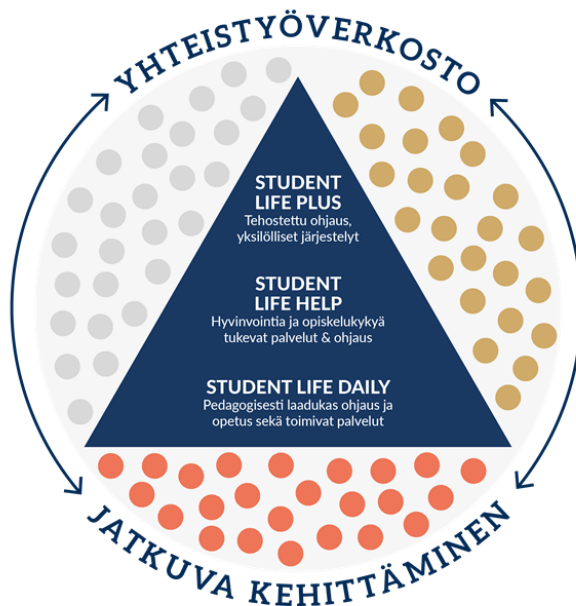 YHTEISTYÖVERKOSTO
STUDENT
LIFE PLUS
Tehostettu ohjaus,
yksilölliset järjestelyt
STUDENT
LIFE HELP
Hyvinvointia ja opiskelukykyä
tukevat palvelut & ohjaus
STUDENT LIFE DAILY
Pedagogisesti laadukas ohjaus ja
opetus sekä toimivat palvelut
JATKUVA KEHITTÄMINEN